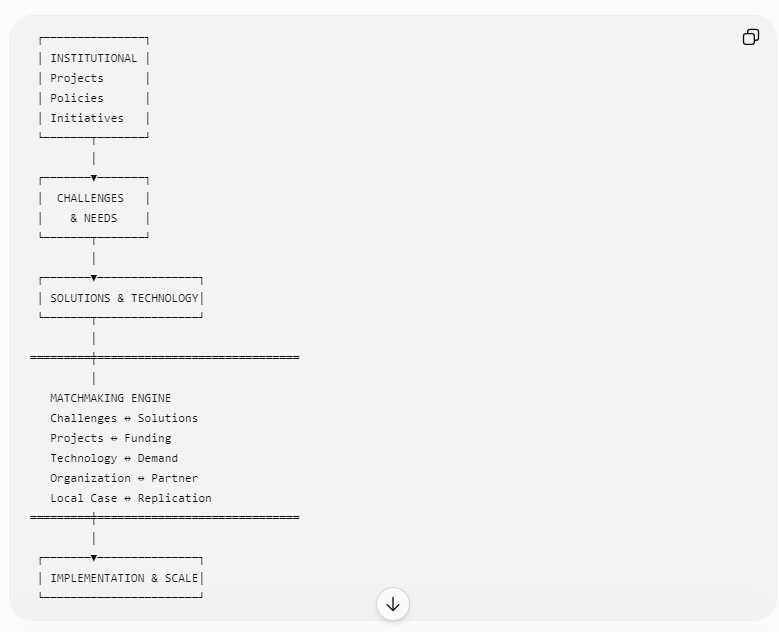 INSTITUTIONAL
Projects
Policies
Initiatives
CHALLENGES
& NEEDS
SOLUTIONS & TECHNOLOGY
MATCHMAKING ENGINE
Challenges ↔ Solutions
Projects ↔ Funding
Technology ↔ Demand
Organization ↔ Partner
Local Case ↔ Replication
IMPLEMENTATION & SCALE